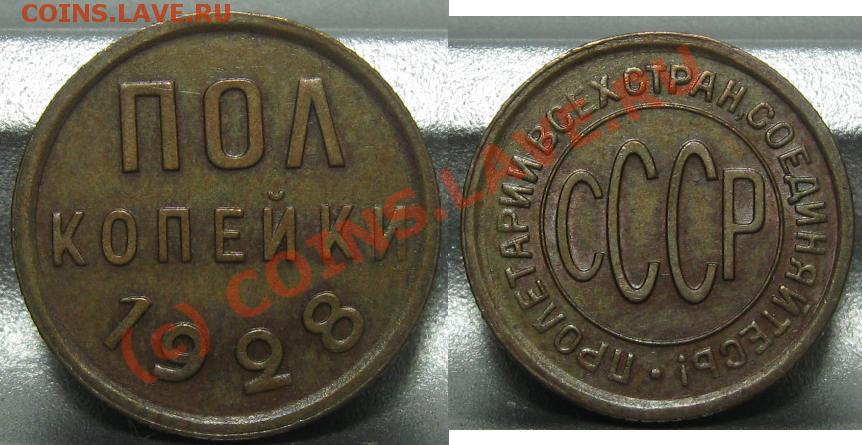 COINS.LAVE.RU
ПОЛ
КОПЕЙКИ
1928
(c) COINS.LAVE.RU
ПРОЛЕТАРИИ ВСЕХ СТРАН, СОЕДИНЯЙТЕСЬ!
СССР